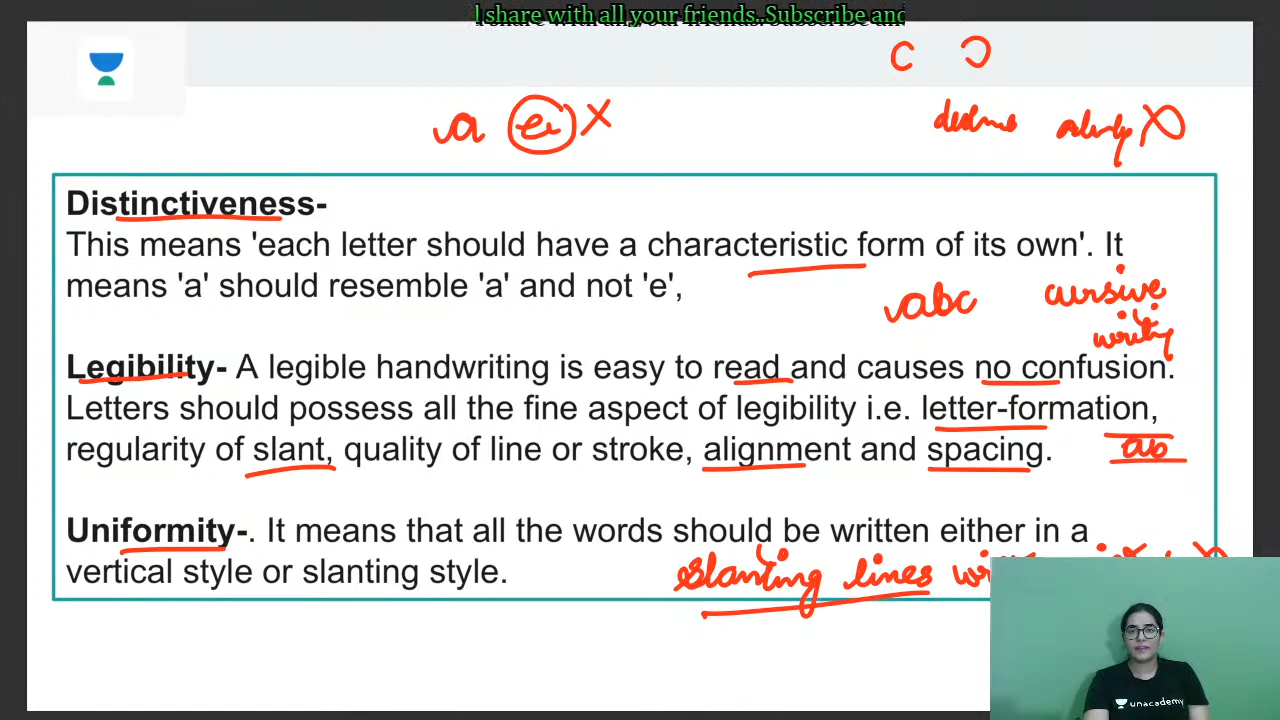 share with all your friends..Subscribe and
c
a
Distinctiveness-
This means 'each letter should have a characteristic form of its own'. It
means 'a' should resemble 'a' and not 'e',
abc cursive
writing
Legibility- A legible handwriting is easy to read and causes no confusion.
Letters should possess all the fine aspect of legibility i.e. letter-formation,
regularity of slant, quality of line or stroke, alignment and spacing.
ab
Uniformity-. It means that all the words should be written either in a
vertical style or slanting style.
slanting lines
unacademy